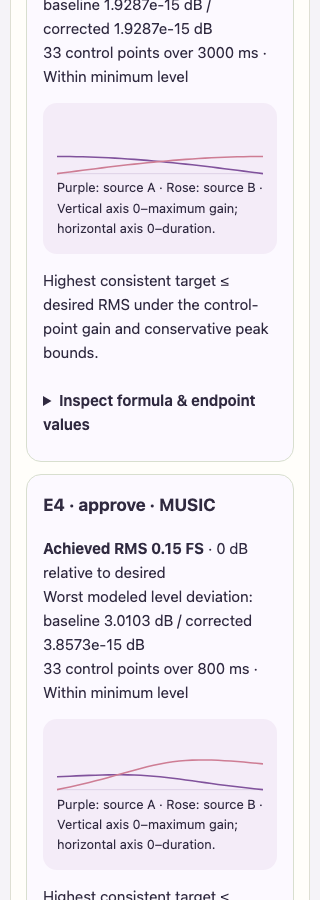 baseline 1.9287e-15 dB /
corrected 1.9287e-15 dB
33 control points over 3000 ms ·
Within minimum level
Purple: source A · Rose: source B ·
Vertical axis 0–maximum gain;
horizontal axis 0–duration.
Highest consistent target ≤
desired RMS under the control-
point gain and conservative peak
bounds.
▶ Inspect formula & endpoint
values
E4 · approve · MUSIC
Achieved RMS 0.15 FS · 0 dB
relative to desired
Worst modeled level deviation:
baseline 3.0103 dB / corrected
3.8573e-15 dB
33 control points over 800 ms ·
Within minimum level
Purple: source A · Rose: source B ·
Vertical axis 0–maximum gain;
horizontal axis 0–duration.
Highest consistent target ≤